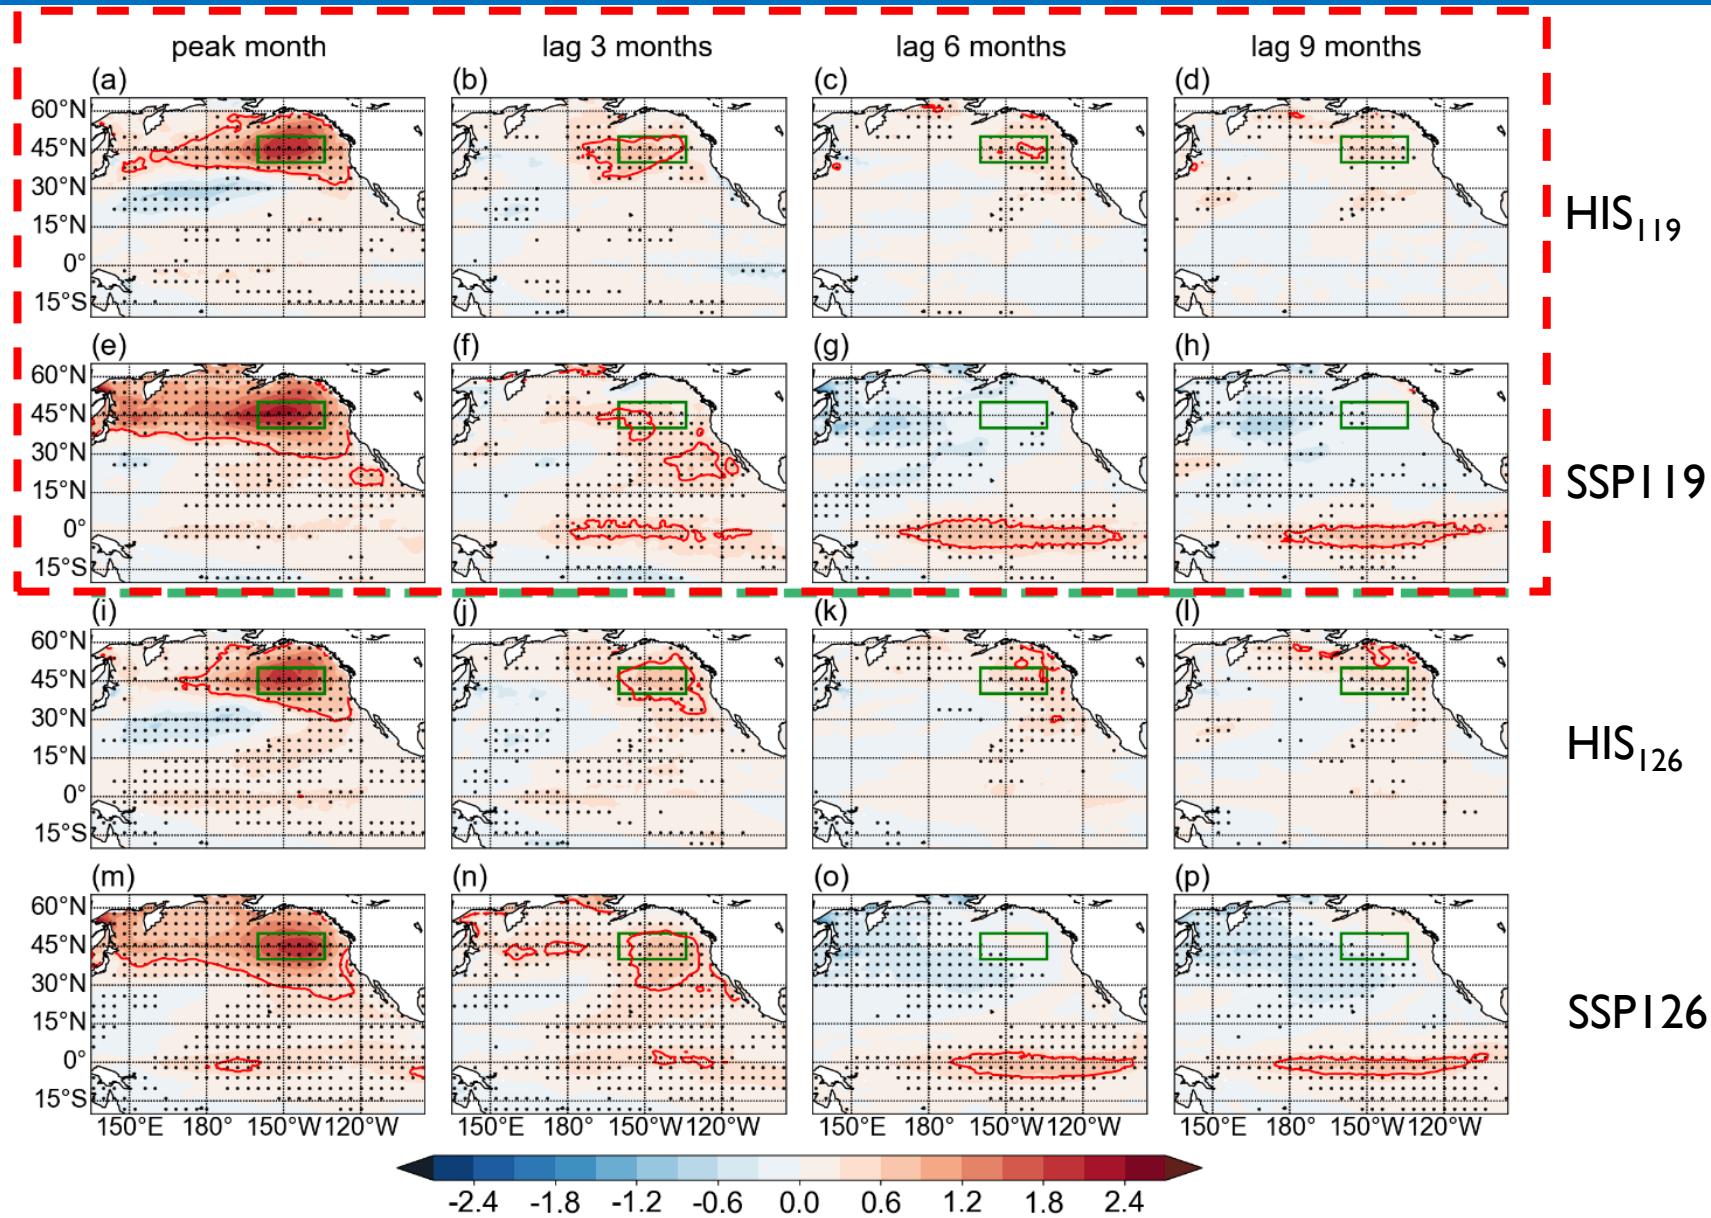 peak month lag 3 months lag 6 months lag 9 months
(a) (b) (c) (d)
60°N
45°N
30°N
15°N
0°
15°S
HIS119
(e) (f) (g) (h)
60°N
45°N
30°N
15°N
0°
15°S
SSP119
(i) (j) (k) (l)
60°N
45°N
30°N
15°N
0°
15°S
HIS126
(m) (n) (o) (p)
60°N
45°N
30°N
15°N
0°
15°S
SSP126
150°E 180° 150°W 120°W 150°E 180° 150°W 120°W 150°E 180° 150°W 120°W 150°E 180° 150°W 120°W
-2.4 -1.8 -1.2 -0.6 0.0 0.6 1.2 1.8 2.4